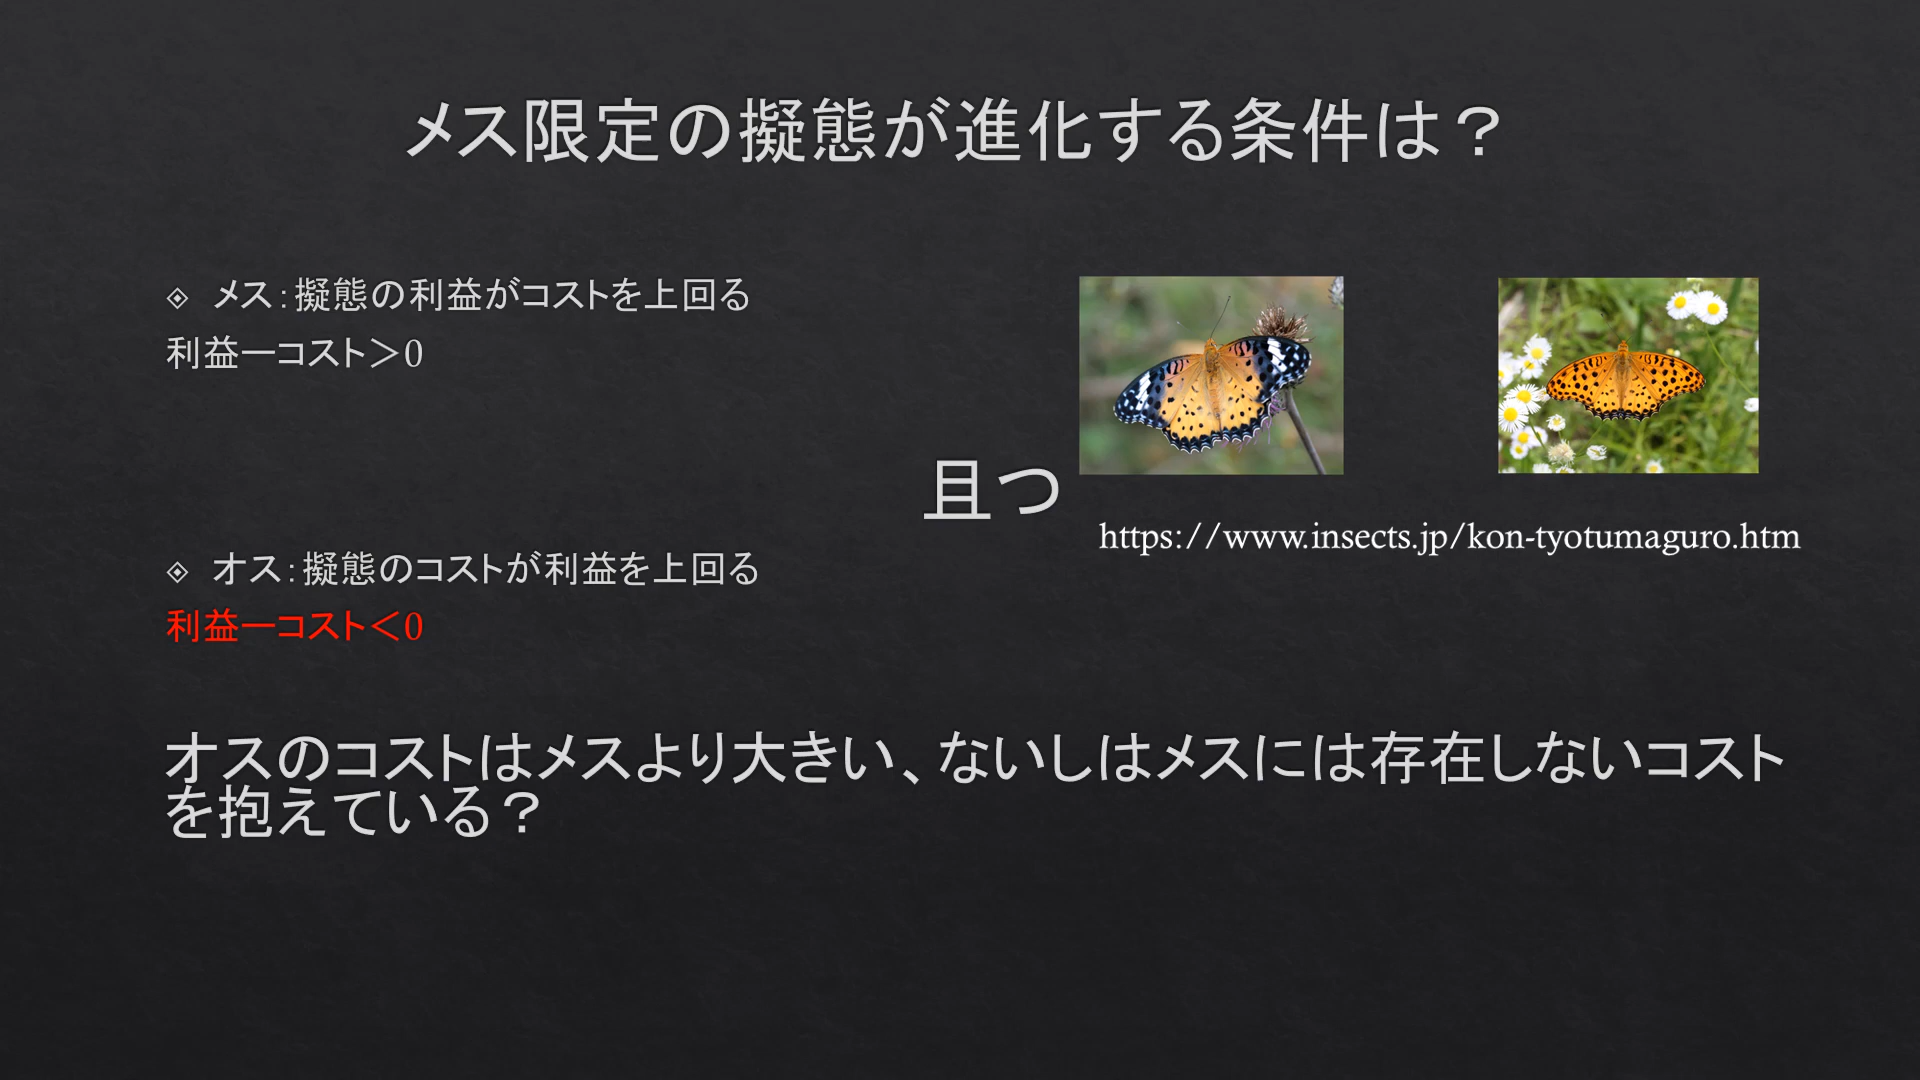 メス限定の擬態が進化する条件は？
メス：擬態の利益がコストを上回る
利益ーコスト＞0
且つ
https://www.insects.jp/kon-tyotumaguro.htm
オス：擬態のコストが利益を上回る
利益ーコスト＜0
オスのコストはメスより大きい、ないしはメスには存在しないコスト
を抱えている？